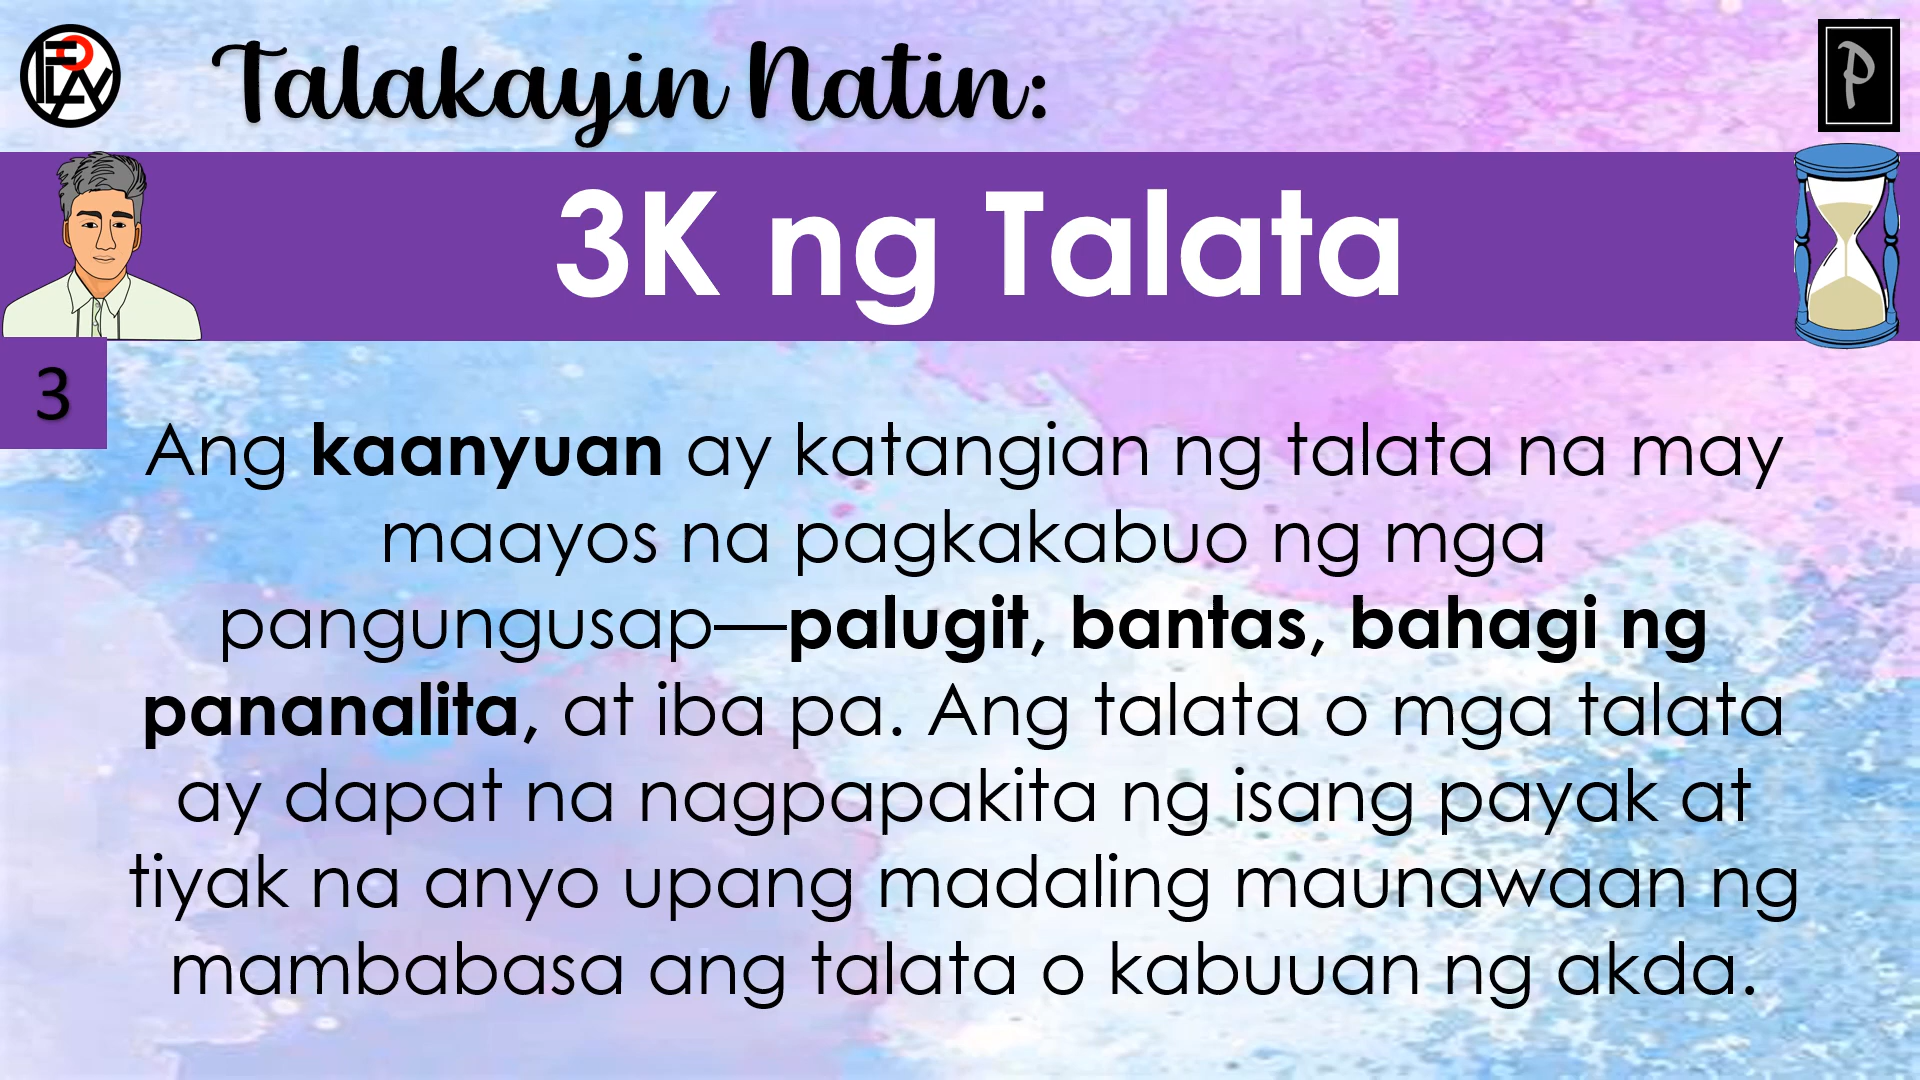 Talakayin Natin:
P
3K ng Talata
3
Ang kaanyuan ay katangian ng talata na may
maayos na pagkakabuo ng mga
pangungusap—palugit, bantas, bahagi ng
pananalita, at iba pa. Ang talata o mga talata
ay dapat na nagpapakita ng isang payak at
tiyak na anyo upang madaling maunawaan ng
mambabasa ang talata o kabuuan ng akda.